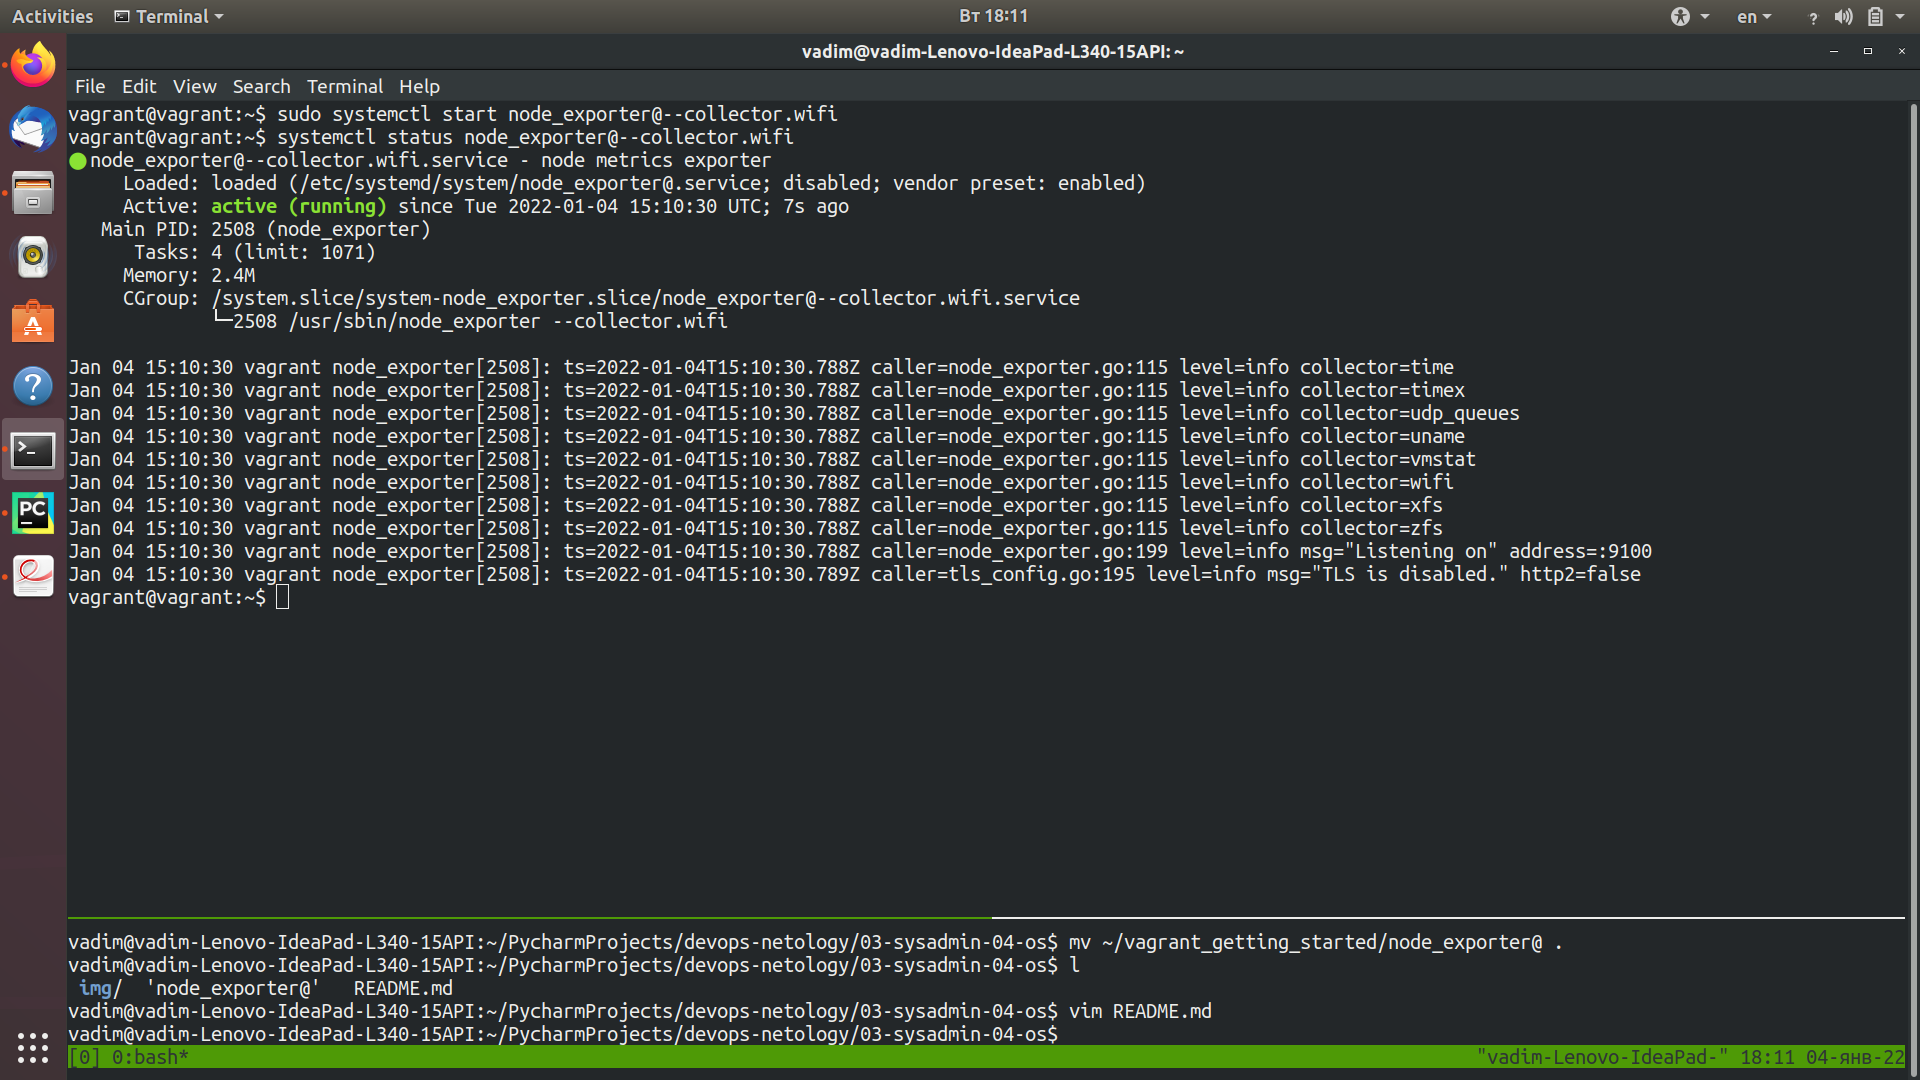 Activities Terminal Вт 18:11 en ?
vadim@vadim-Lenovo-IdeaPad-L340-15API: ~
File Edit View Search Terminal Help
vagrant@vagrant:~$ sudo systemctl start node_exporter@--collector.wifi
vagrant@vagrant:~$ systemctl status node_exporter@--collector.wifi
● node_exporter@--collector.wifi.service - node metrics exporter
Loaded: loaded (/etc/systemd/system/node_exporter@.service; disabled; vendor preset: enabled)
Active: active (running) since Tue 2022-01-04 15:10:30 UTC; 7s ago
Main PID: 2508 (node_exporter)
Tasks: 4 (limit: 1071)
Memory: 2.4M
CGroup: /system.slice/system-node_exporter.slice/node_exporter@--collector.wifi.service
└─2508 /usr/sbin/node_exporter --collector.wifi
Jan 04 15:10:30 vagrant node_exporter[2508]: ts=2022-01-04T15:10:30.788Z caller=node_exporter.go:115 level=info collector=time
Jan 04 15:10:30 vagrant node_exporter[2508]: ts=2022-01-04T15:10:30.788Z caller=node_exporter.go:115 level=info collector=timex
Jan 04 15:10:30 vagrant node_exporter[2508]: ts=2022-01-04T15:10:30.788Z caller=node_exporter.go:115 level=info collector=udp_queues
Jan 04 15:10:30 vagrant node_exporter[2508]: ts=2022-01-04T15:10:30.788Z caller=node_exporter.go:115 level=info collector=uname
Jan 04 15:10:30 vagrant node_exporter[2508]: ts=2022-01-04T15:10:30.788Z caller=node_exporter.go:115 level=info collector=vmstat
Jan 04 15:10:30 vagrant node_exporter[2508]: ts=2022-01-04T15:10:30.788Z caller=node_exporter.go:115 level=info collector=wifi
Jan 04 15:10:30 vagrant node_exporter[2508]: ts=2022-01-04T15:10:30.788Z caller=node_exporter.go:115 level=info collector=xfs
Jan 04 15:10:30 vagrant node_exporter[2508]: ts=2022-01-04T15:10:30.788Z caller=node_exporter.go:115 level=info collector=zfs
Jan 04 15:10:30 vagrant node_exporter[2508]: ts=2022-01-04T15:10:30.788Z caller=node_exporter.go:199 level=info msg="Listening on" address=:9100
Jan 04 15:10:30 vagrant node_exporter[2508]: ts=2022-01-04T15:10:30.789Z caller=tls_config.go:195 level=info msg="TLS is disabled." http2=false
vagrant@vagrant:~$
vadim@vadim-Lenovo-IdeaPad-L340-15API:~/PycharmProjects/devops-netology/03-sysadmin-04-os$ mv ~/vagrant_getting_started/node_exporter@ .
vadim@vadim-Lenovo-IdeaPad-L340-15API:~/PycharmProjects/devops-netology/03-sysadmin-04-os$ l
img/ 'node_exporter@' README.md
vadim@vadim-Lenovo-IdeaPad-L340-15API:~/PycharmProjects/devops-netology/03-sysadmin-04-os$ vim README.md
vadim@vadim-Lenovo-IdeaPad-L340-15API:~/PycharmProjects/devops-netology/03-sysadmin-04-os$
[0] 0:bash* "vadim-Lenovo-IdeaPad-" 18:11 04-янв-22
PC